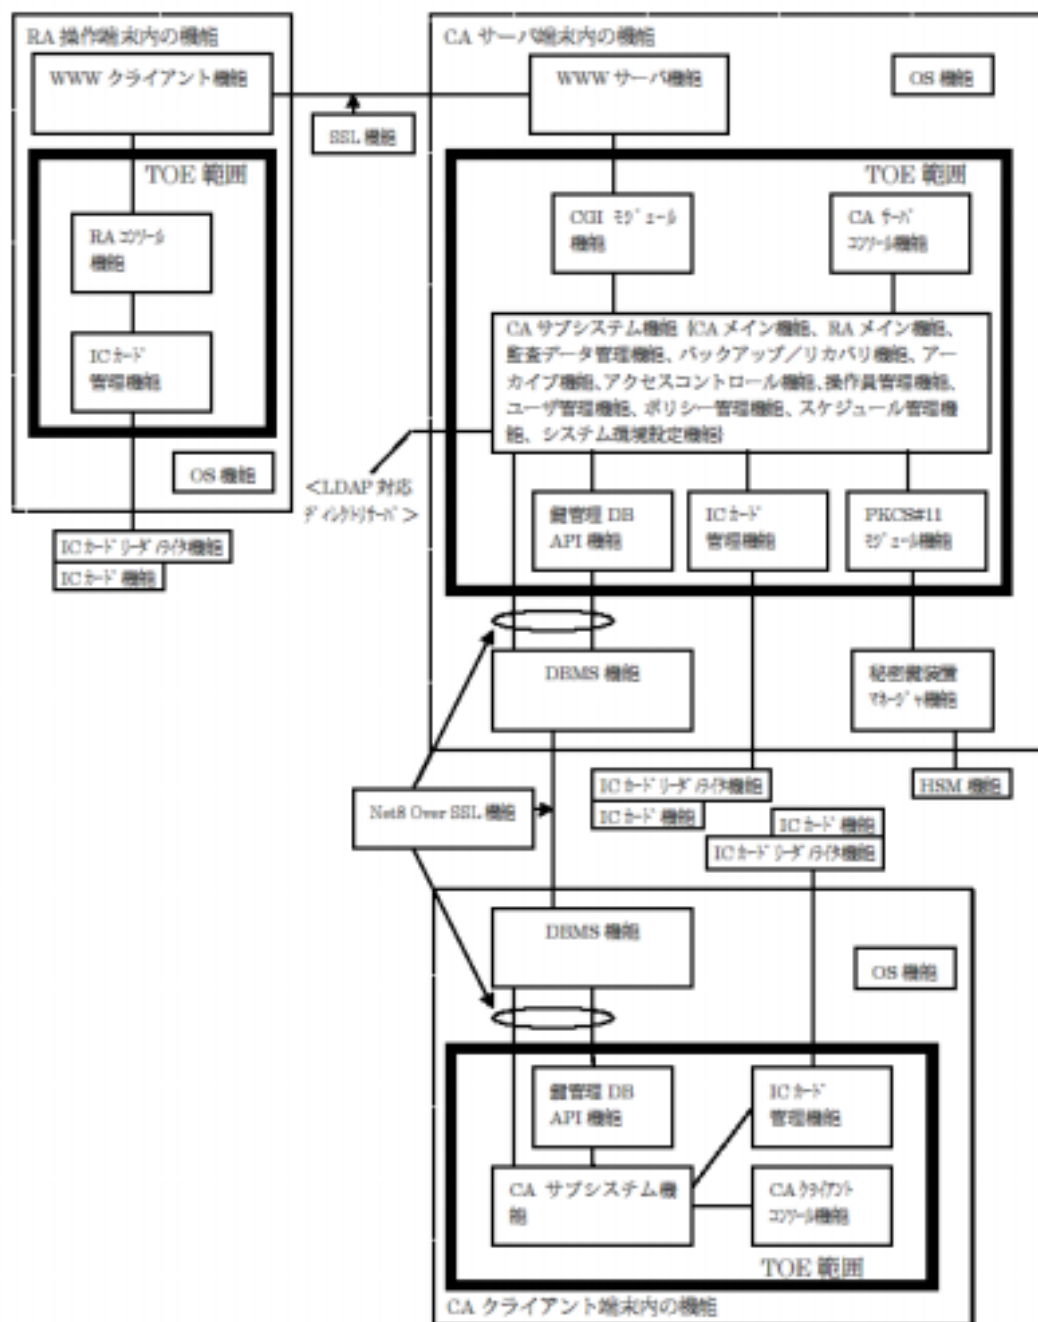 RA 操作端末内の機能
WWW クライアント機能
SSL 機能
TOE 範囲
RA ｺﾝｿｰﾙ
機能
IC ｶｰﾄﾞ
管理機能
OS 機能
IC ｶｰﾄﾞ ﾘｰﾀﾞ/ﾗｲﾀ機能
IC ｶｰﾄﾞ 機能
CA サーバ端末内の機能
WWW サーバ機能
OS 機能
TOE 範囲
CGI ﾓｼﾞｭｰﾙ
機能
CA ｻｰﾊﾞ
ｺﾝｿｰﾙ機能
CA サブシステム機能 {CA メイン機能、RA メイン機能、
監査データ管理機能、バックアップ／リカバリ機能、アー
カイブ機能、アクセスコントロール機能、操作員管理機能、
ユーザ管理機能、ポリシー管理機能、スケジュール管理機
能、システム環境設定機能}
＜LDAP 対応
ﾃﾞｨﾚｸﾄﾘｻｰﾊﾞ＞
鍵管理 DB
API 機能
IC ｶｰﾄﾞ
管理機能
PKCS#11
ﾓｼﾞｭｰﾙ機能
DBMS 機能
秘密鍵装置
ﾏﾈｰｼﾞｬ機能
Net8 Over SSL 機能
IC ｶｰﾄﾞ ﾘｰﾀﾞ/ﾗｲﾀ機能
IC ｶｰﾄﾞ 機能
HSM 機能
IC ｶｰﾄﾞ 機能
IC ｶｰﾄﾞ ﾘｰﾀﾞ/ﾗｲﾀ機能
DBMS 機能
OS 機能
鍵管理 DB
API 機能
IC ｶｰﾄﾞ
管理機能
CA サブシステム機
能
CA ｸﾗｲｱﾝﾄ
ｺﾝｿｰﾙ機能
TOE 範囲
CA クライアント端末内の機能